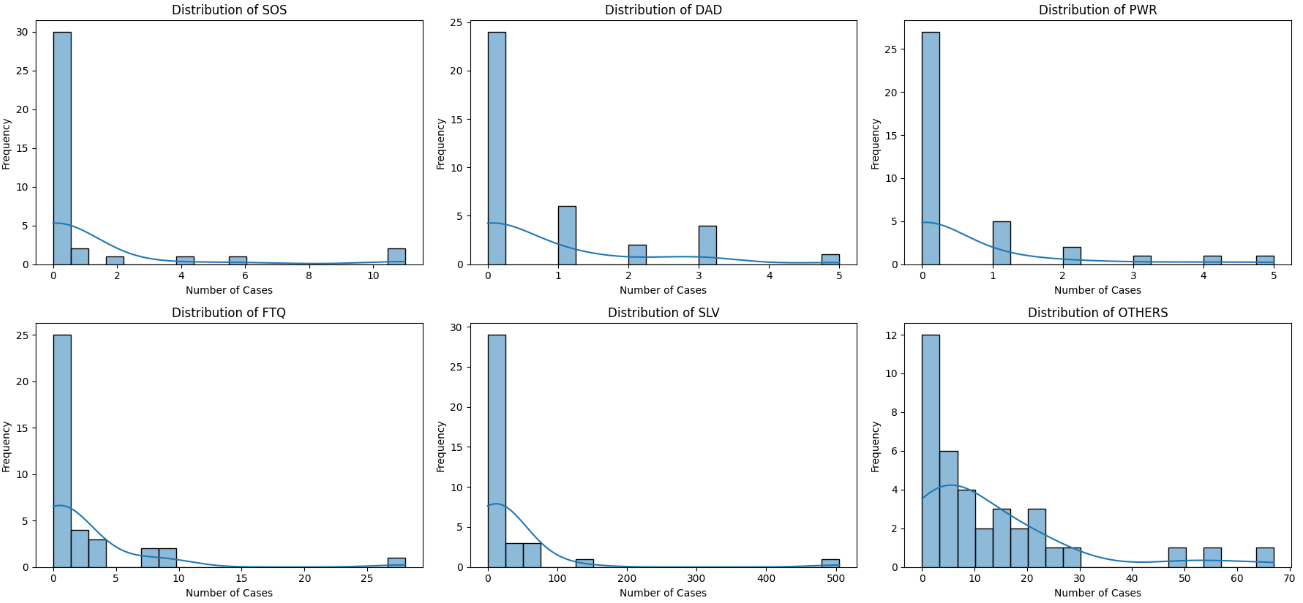 Distribution of SOS
Frequency
30
25
20
15
10
5
0
0 2 4 6 8 10
Number of Cases
Distribution of DAD
Frequency
25
20
15
10
5
0
0 1 2 3 4 5
Number of Cases
Distribution of PWR
Frequency
25
20
15
10
5
0
0 1 2 3 4 5
Number of Cases
Distribution of FTQ
Frequency
25
20
15
10
5
0
0 5 10 15 20 25
Number of Cases
Distribution of SLV
Frequency
30
25
20
15
10
5
0
0 100 200 300 400 500
Number of Cases
Distribution of OTHERS
Frequency
12
10
8
6
4
2
0
0 10 20 30 40 50 60 70
Number of Cases